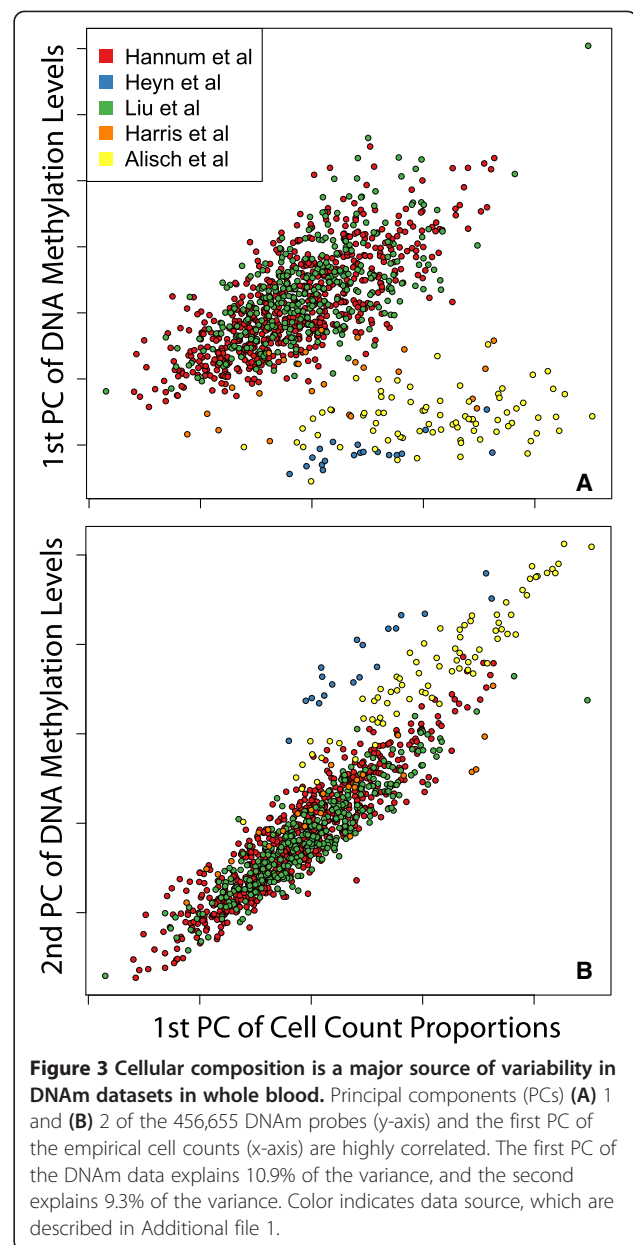 Hannum et al
Heyn et al
Liu et al
Harris et al
Alisch et al
1st PC of DNA Methylation Levels
A
2nd PC of DNA Methylation Levels
B
1st PC of Cell Count Proportions
Figure 3 Cellular composition is a major source of variability in
DNAm datasets in whole blood. Principal components (PCs) (A) 1
and (B) 2 of the 456,655 DNAm probes (y-axis) and the first PC of
the empirical cell counts (x-axis) are highly correlated. The first PC of
the DNAm data explains 10.9% of the variance, and the second
explains 9.3% of the variance. Color indicates data source, which are
described in Additional file 1.